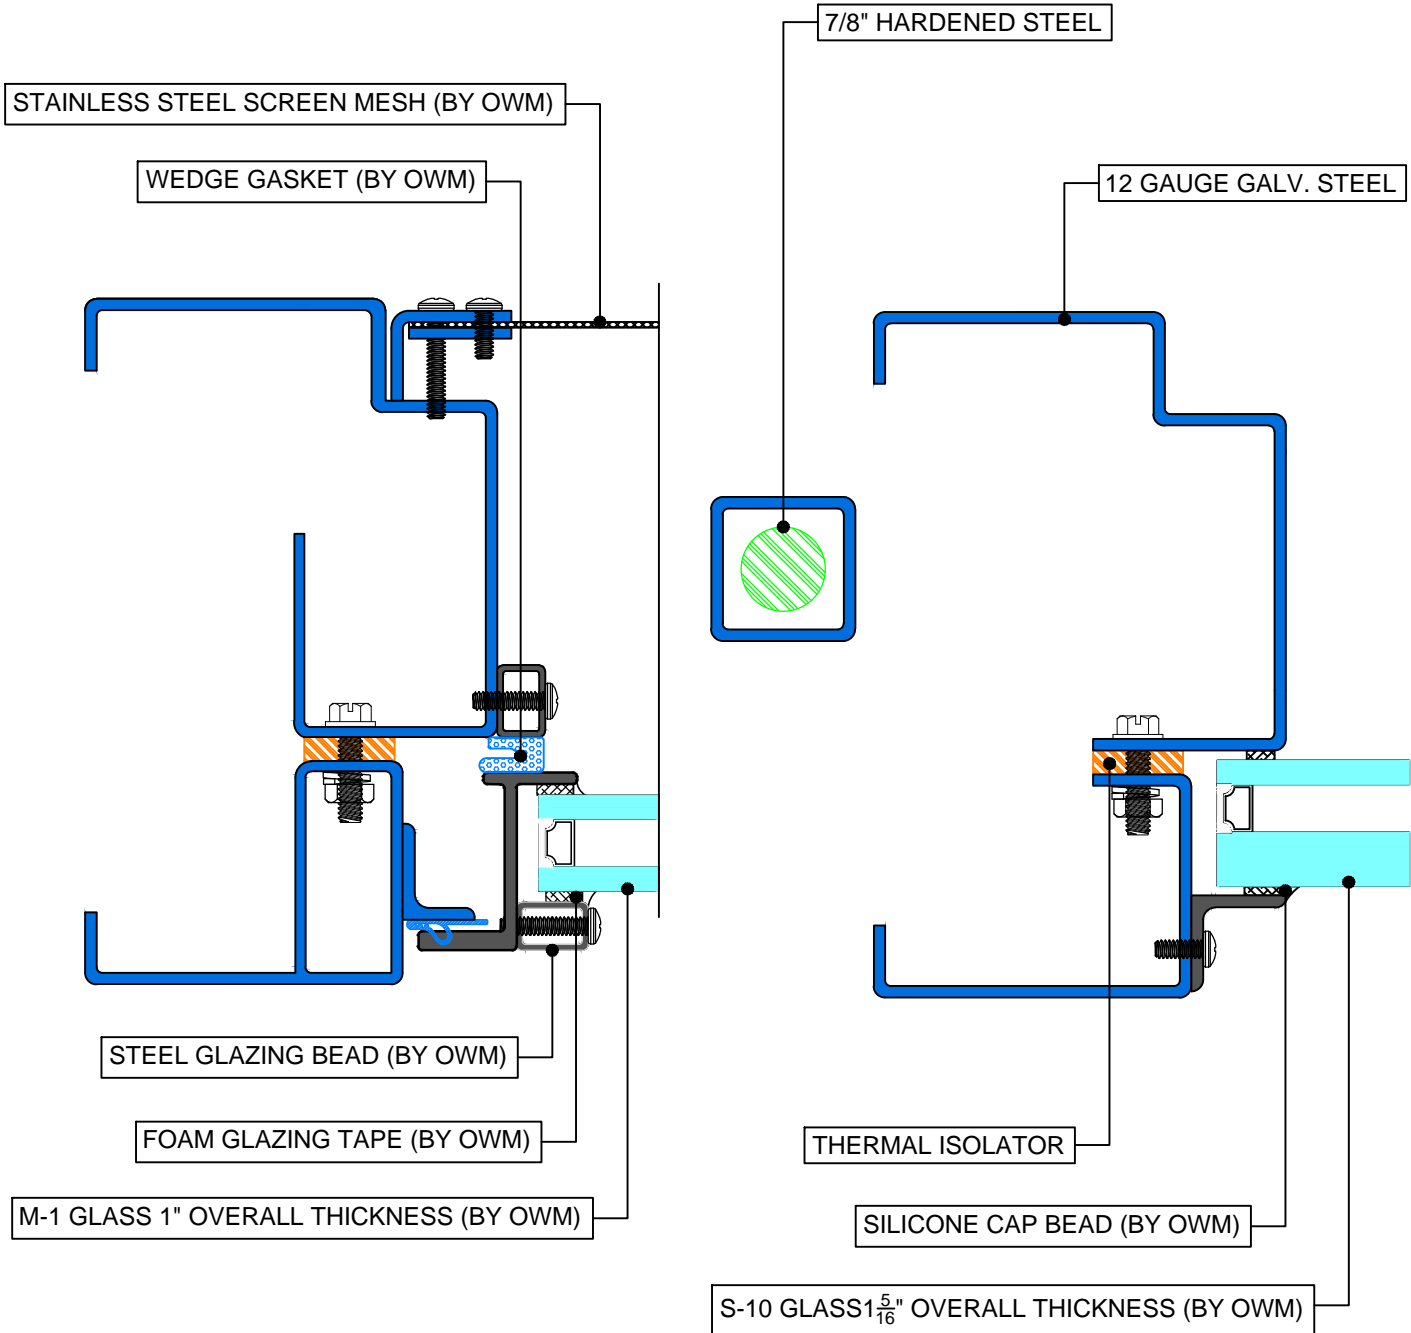 7/8" HARDENED STEEL
STAINLESS STEEL SCREEN MESH (BY OWM)
WEDGE GASKET (BY OWM)
12 GAUGE GALV. STEEL
STEEL GLAZING BEAD (BY OWM)
FOAM GLAZING TAPE (BY OWM)
THERMAL ISOLATOR
M-1 GLASS 1" OVERALL THICKNESS (BY OWM)
SILICONE CAP BEAD (BY OWM)
S-10 GLASS1 5/16" OVERALL THICKNESS (BY OWM)